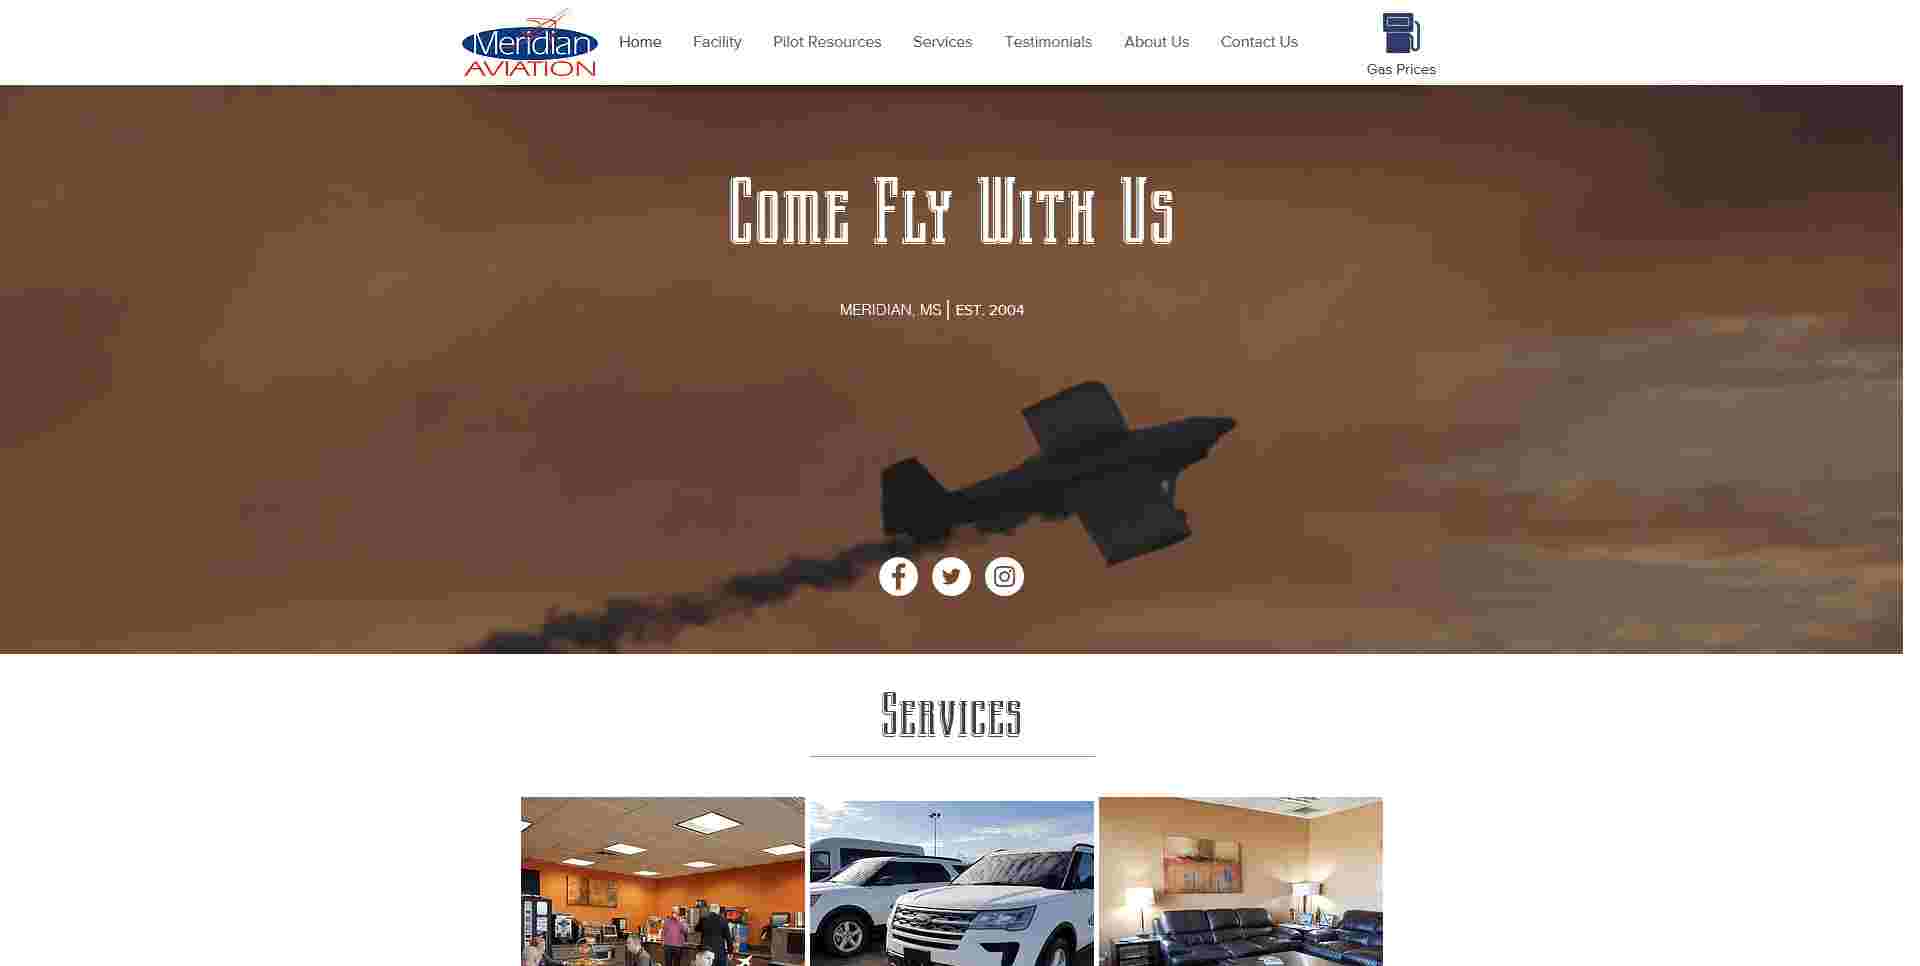 Meridian
AVIATION
Home
Facility
Pilot Resources
Services
Testimonials
About Us
Contact Us
Gas Prices
Come Fly With Us
MERIDIAN, MS | EST. 2004
Services